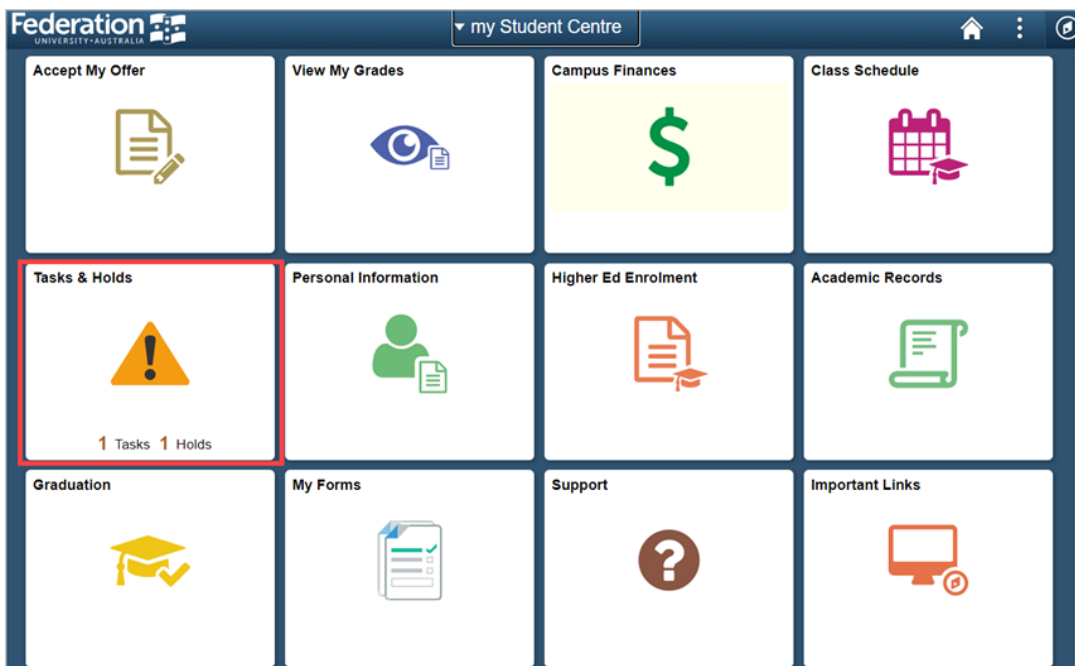 Federation
UNIVERSITY•AUSTRALIA
my Student Centre
Accept My Offer
View My Grades
Campus Finances
Class Schedule
$
Tasks & Holds
Personal Information
Higher Ed Enrolment
Academic Records
!
1 Tasks 1 Holds
Graduation
My Forms
Support
Important Links
?